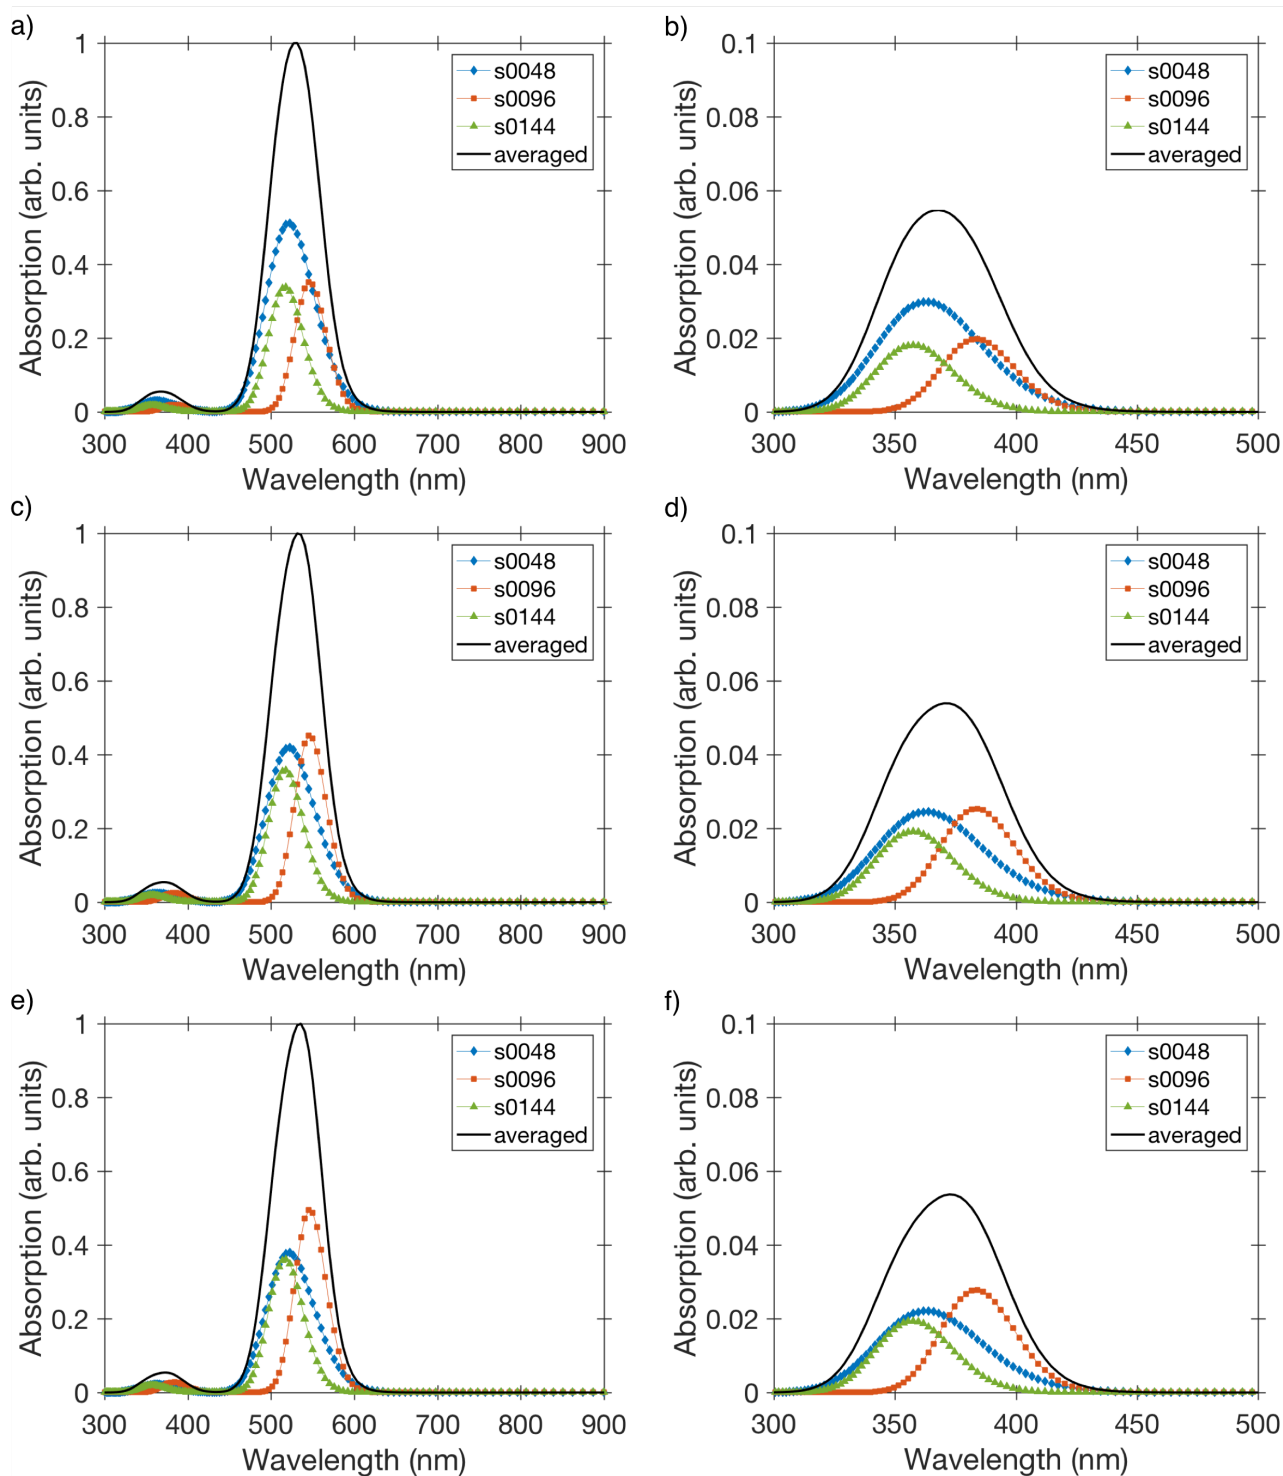 a)
Absorption (arb. units)
1
0.8
0.6
0.4
0.2
0
300 400 500 600 700 800 900
Wavelength (nm)
s0048
s0096
s0144
averaged
b)
Absorption (arb. units)
0.1
0.08
0.06
0.04
0.02
0
300 350 400 450 500
Wavelength (nm)
s0048
s0096
s0144
averaged
c)
Absorption (arb. units)
1
0.8
0.6
0.4
0.2
0
300 400 500 600 700 800 900
Wavelength (nm)
s0048
s0096
s0144
averaged
d)
Absorption (arb. units)
0.1
0.08
0.06
0.04
0.02
0
300 350 400 450 500
Wavelength (nm)
s0048
s0096
s0144
averaged
e)
Absorption (arb. units)
1
0.8
0.6
0.4
0.2
0
300 400 500 600 700 800 900
Wavelength (nm)
s0048
s0096
s0144
averaged
f)
Absorption (arb. units)
0.1
0.08
0.06
0.04
0.02
0
300 350 400 450 500
Wavelength (nm)
s0048
s0096
s0144
averaged